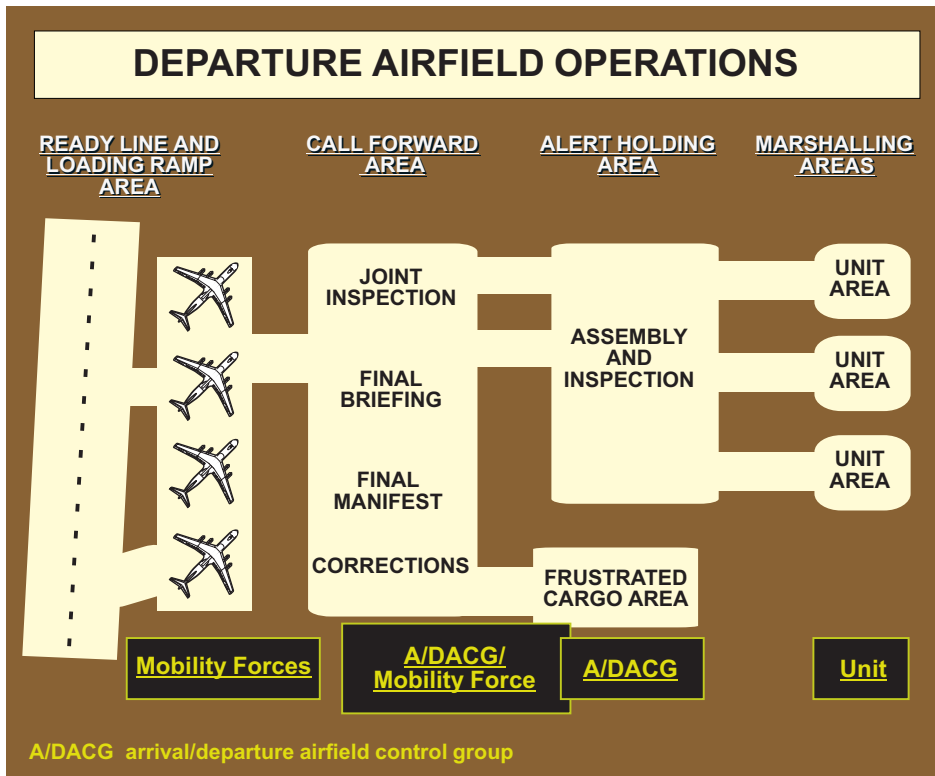 DEPARTURE AIRFIELD OPERATIONS
READY LINE AND
LOADING RAMP
AREA
CALL FORWARD
AREA
ALERT HOLDING
AREA
MARSHALLING
AREAS
JOINT
INSPECTION
FINAL
BRIEFING
FINAL
MANIFEST
CORRECTIONS
ASSEMBLY
AND
INSPECTION
FRUSTRATED
CARGO AREA
UNIT
AREA
UNIT
AREA
UNIT
AREA
Mobility Forces
A/DACG/
Mobility Force
A/DACG
Unit
A/DACG arrival/departure airfield control group